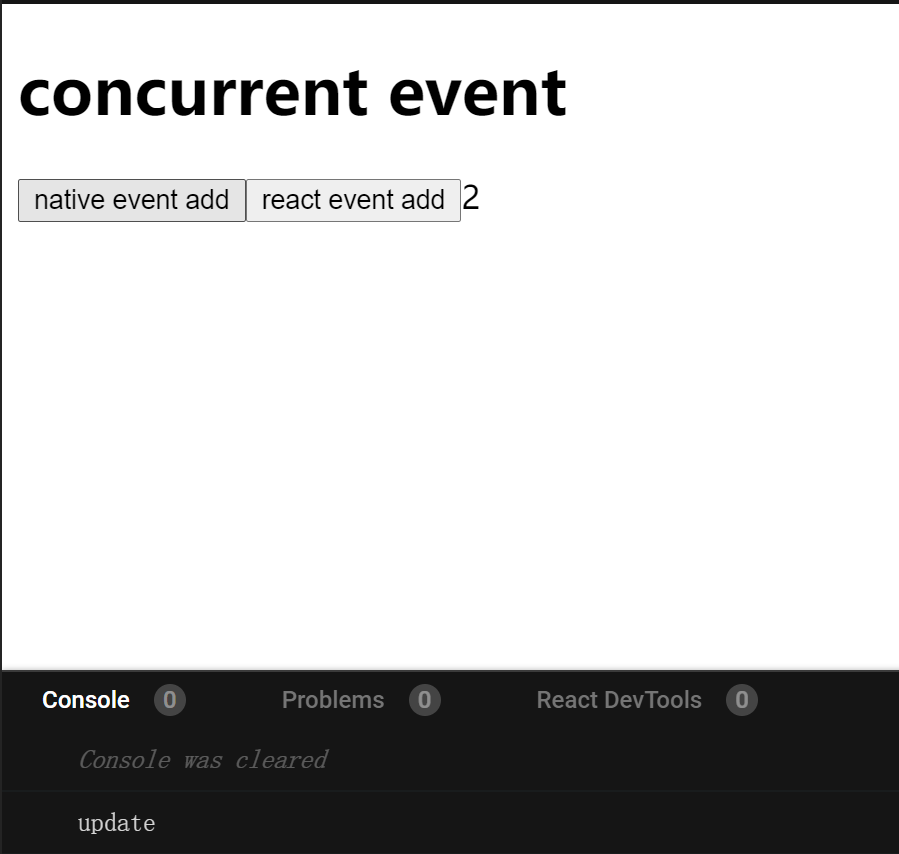 concurrent event
native event add react event add 2
Console 0 Problems 0 React DevTools 0
Console was cleared
update